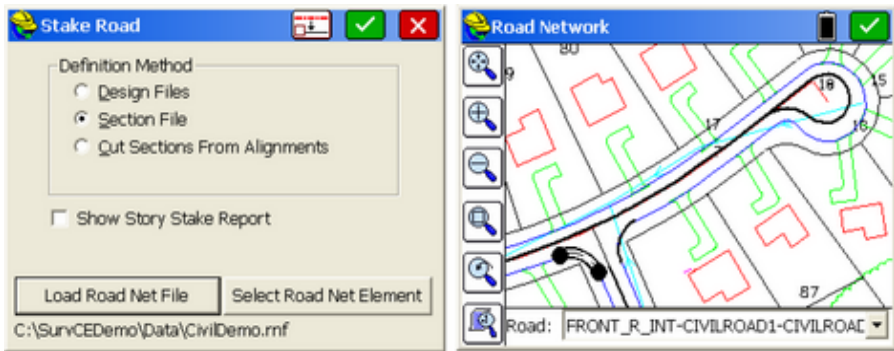 Stake Road
Definition Method
Design Files
Section File
Cut Sections From Alignments
Show Story Stake Report
Load Road Net File
Select Road Net Element
C:\SurvCEDemo\Data\CivilDemo.rnf
Road Network
9
80
18
15
17
13
87
Road:
FRONT_R_INT-CIVILROAD1-CIVILROAD